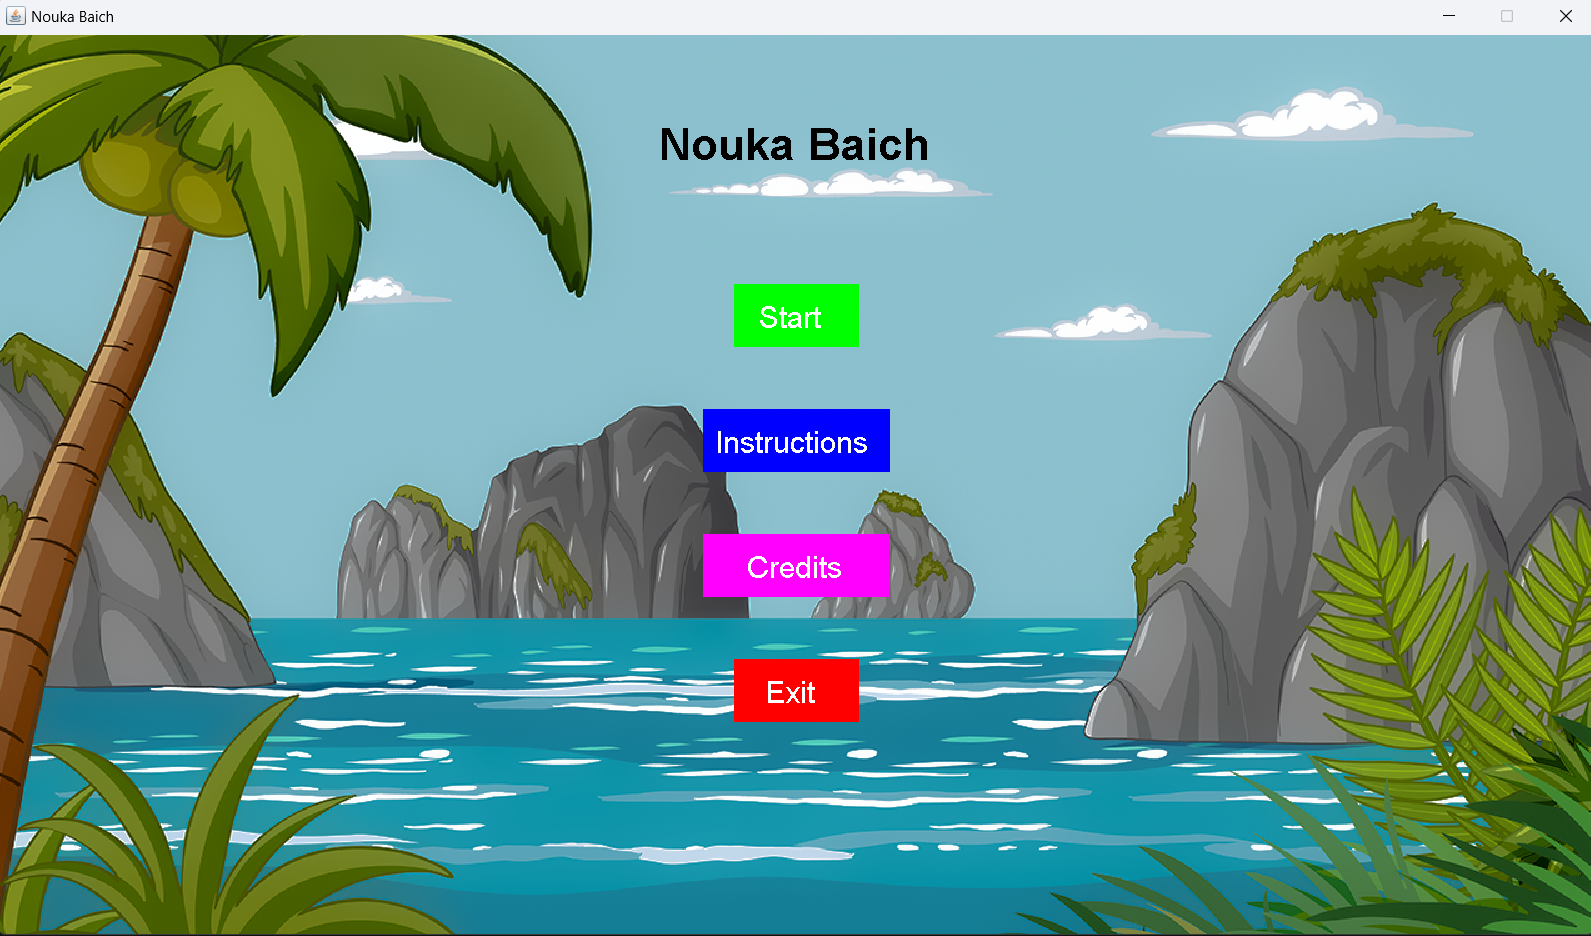 Nouka Baich
Nouka Baich
Start
Instructions
Credits
Exit